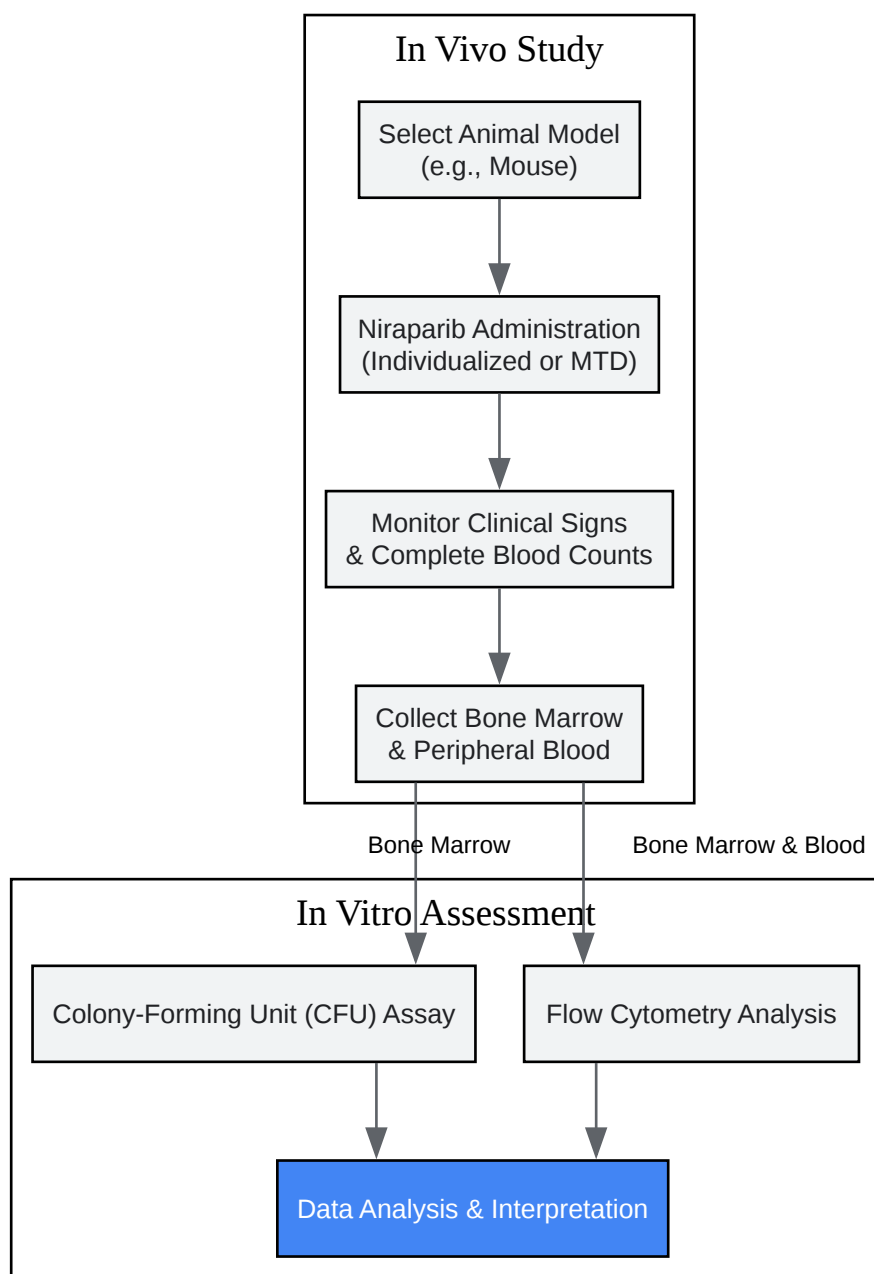 In Vivo Study
Select Animal Model
(e.g., Mouse)
Niraparib Administration
(Individualized or MTD)
Monitor Clinical Signs
& Complete Blood Counts
Collect Bone Marrow
& Peripheral Blood
Bone Marrow
Bone Marrow & Blood
In Vitro Assessment
Colony-Forming Unit (CFU) Assay
Flow Cytometry Analysis
Data Analysis & Interpretation